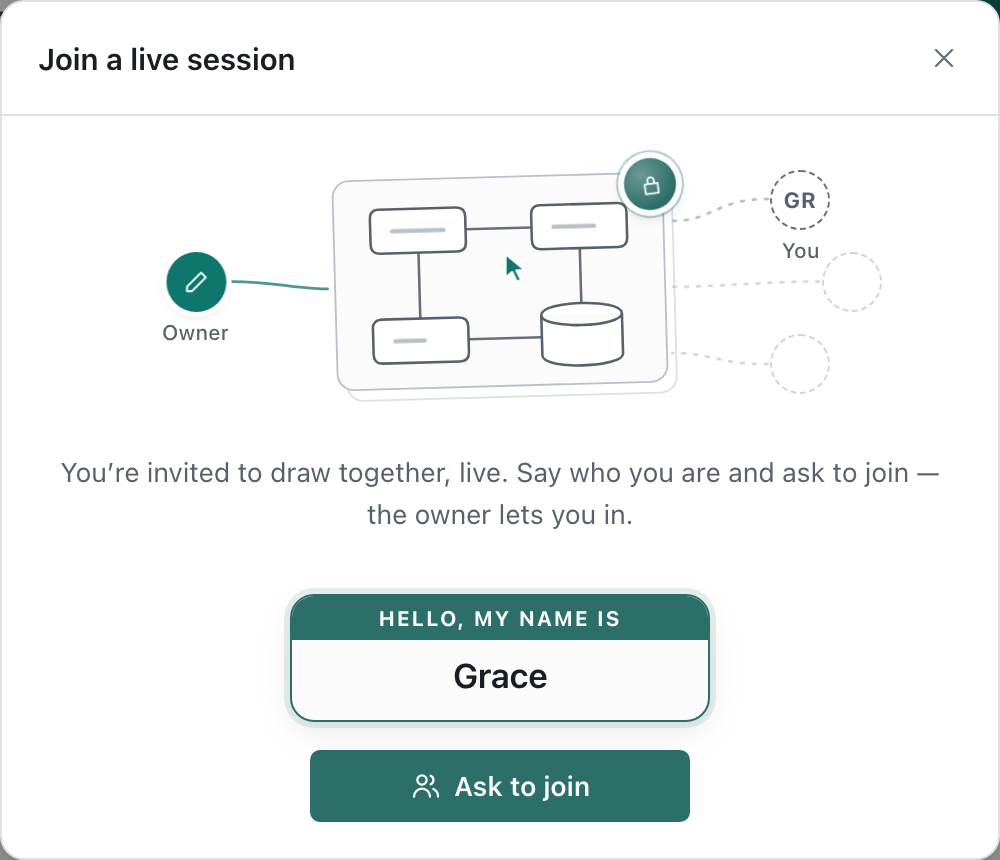 Join a live session
GR
You
Owner
You’re invited to draw together, live. Say who you are and ask to join —
the owner lets you in.
HELLO, MY NAME IS
Grace
Ask to join